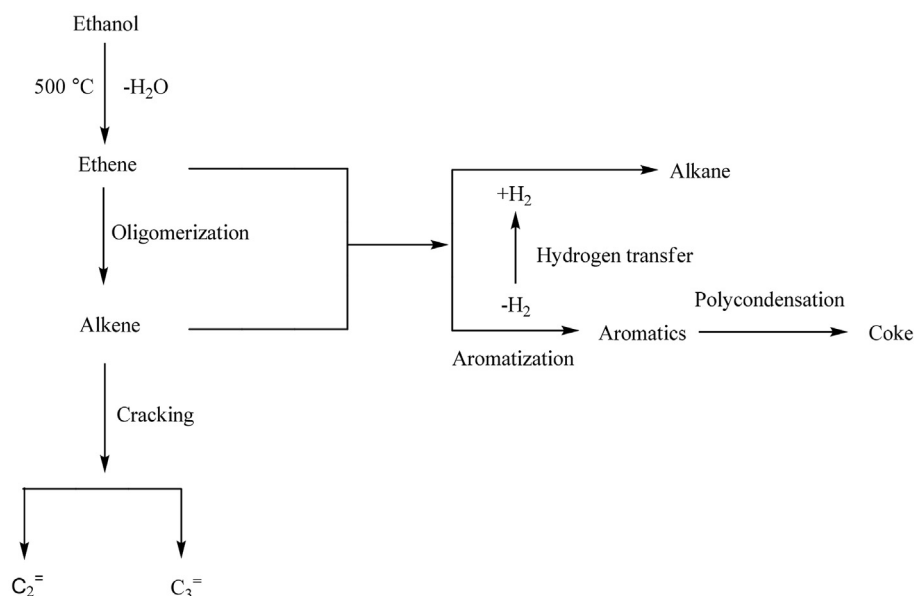 Ethanol
500 °C
-H₂O
Ethene
Alkane
+H₂
Oligomerization
Hydrogen transfer
-H₂
Polycondensation
Alkene
Aromatics
Coke
Aromatization
Cracking
C₂⁼
C₃⁼